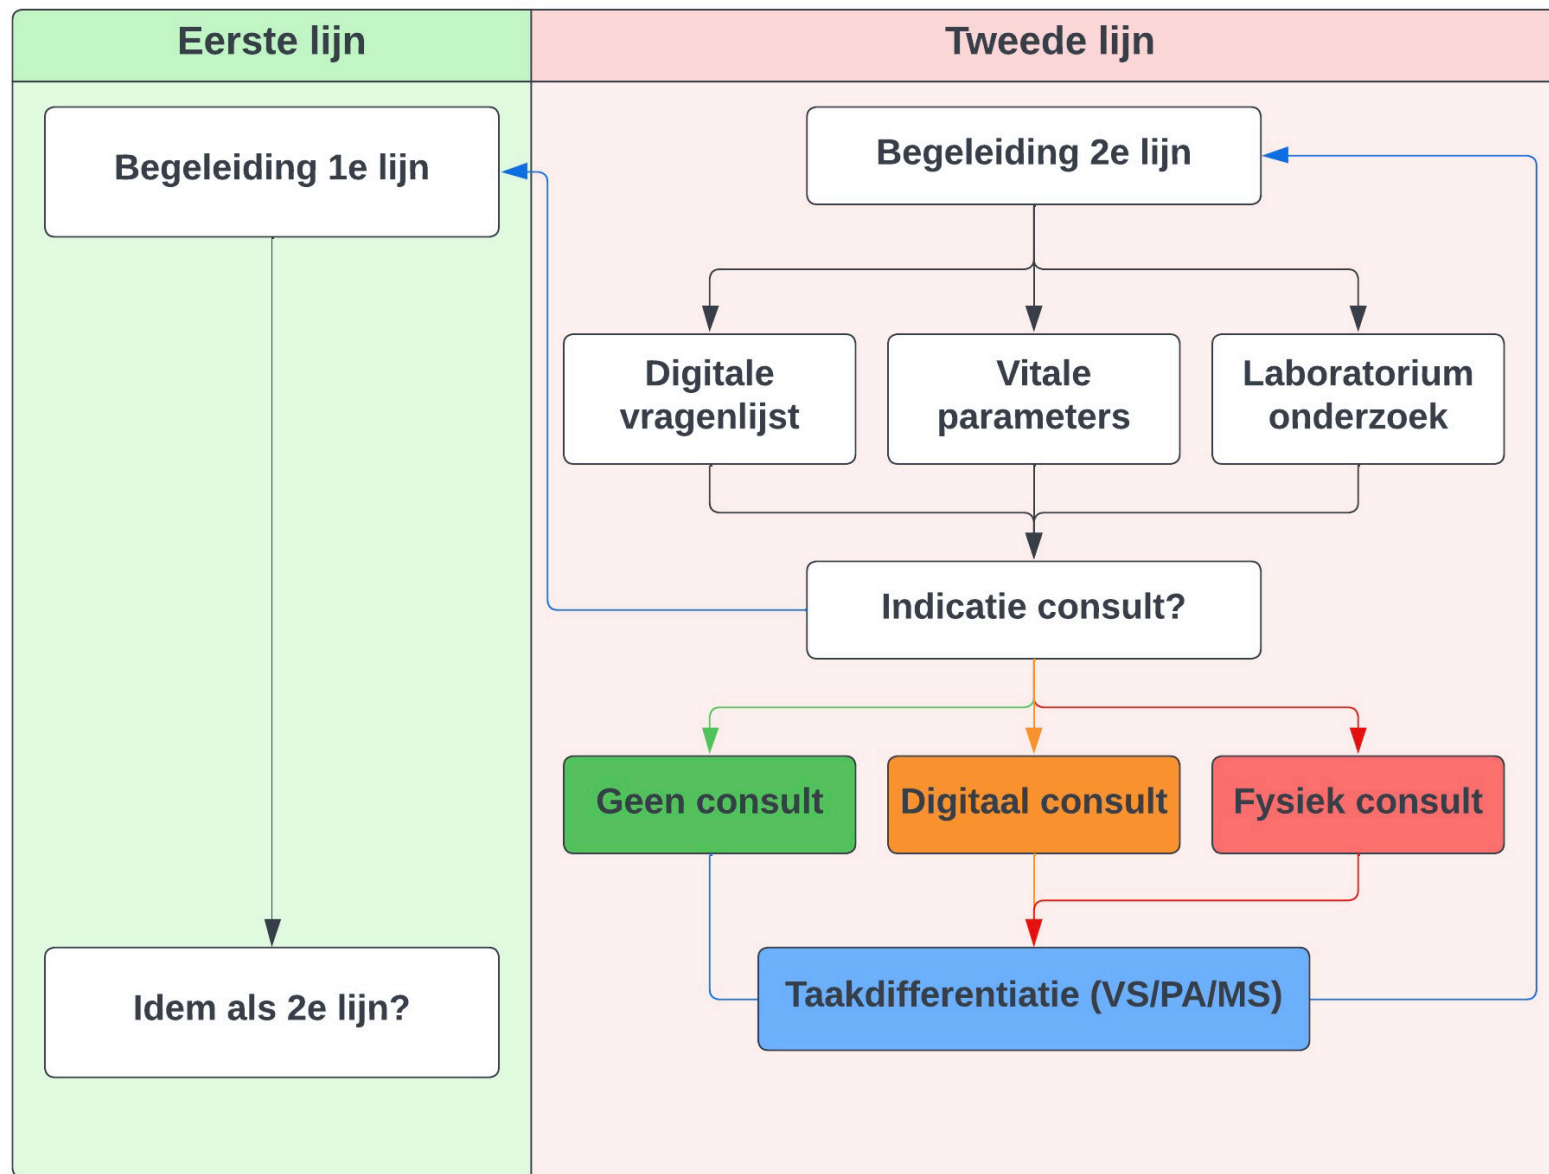 Eerste lijn
Tweede lijn
Begeleiding 1e lijn
Begeleiding 2e lijn
Digitale
vragenlijst
Vitale
parameters
Laboratorium
onderzoek
Indicatie consult?
Geen consult
Digitaal consult
Fysiek consult
Idem als 2e lijn?
Taakdifferentiatie (VS/PA/MS)